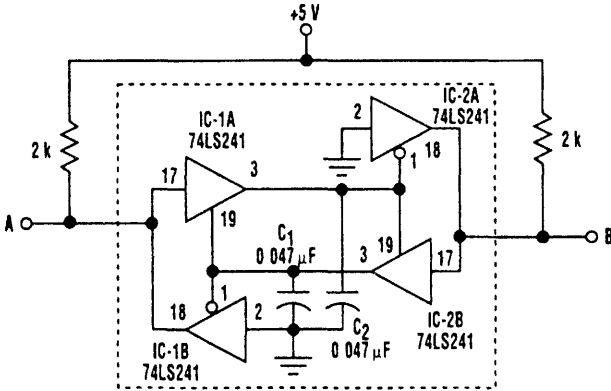 +5 V
IC-2A
74LS241
IC-1A
74LS241
2
1
18
2 k
2 k
17
3
19
A
B
C1
0 047 µF
19
3
17
1
18
2
C2
0 047 µF
IC-2B
74LS241
IC-1B
74LS241